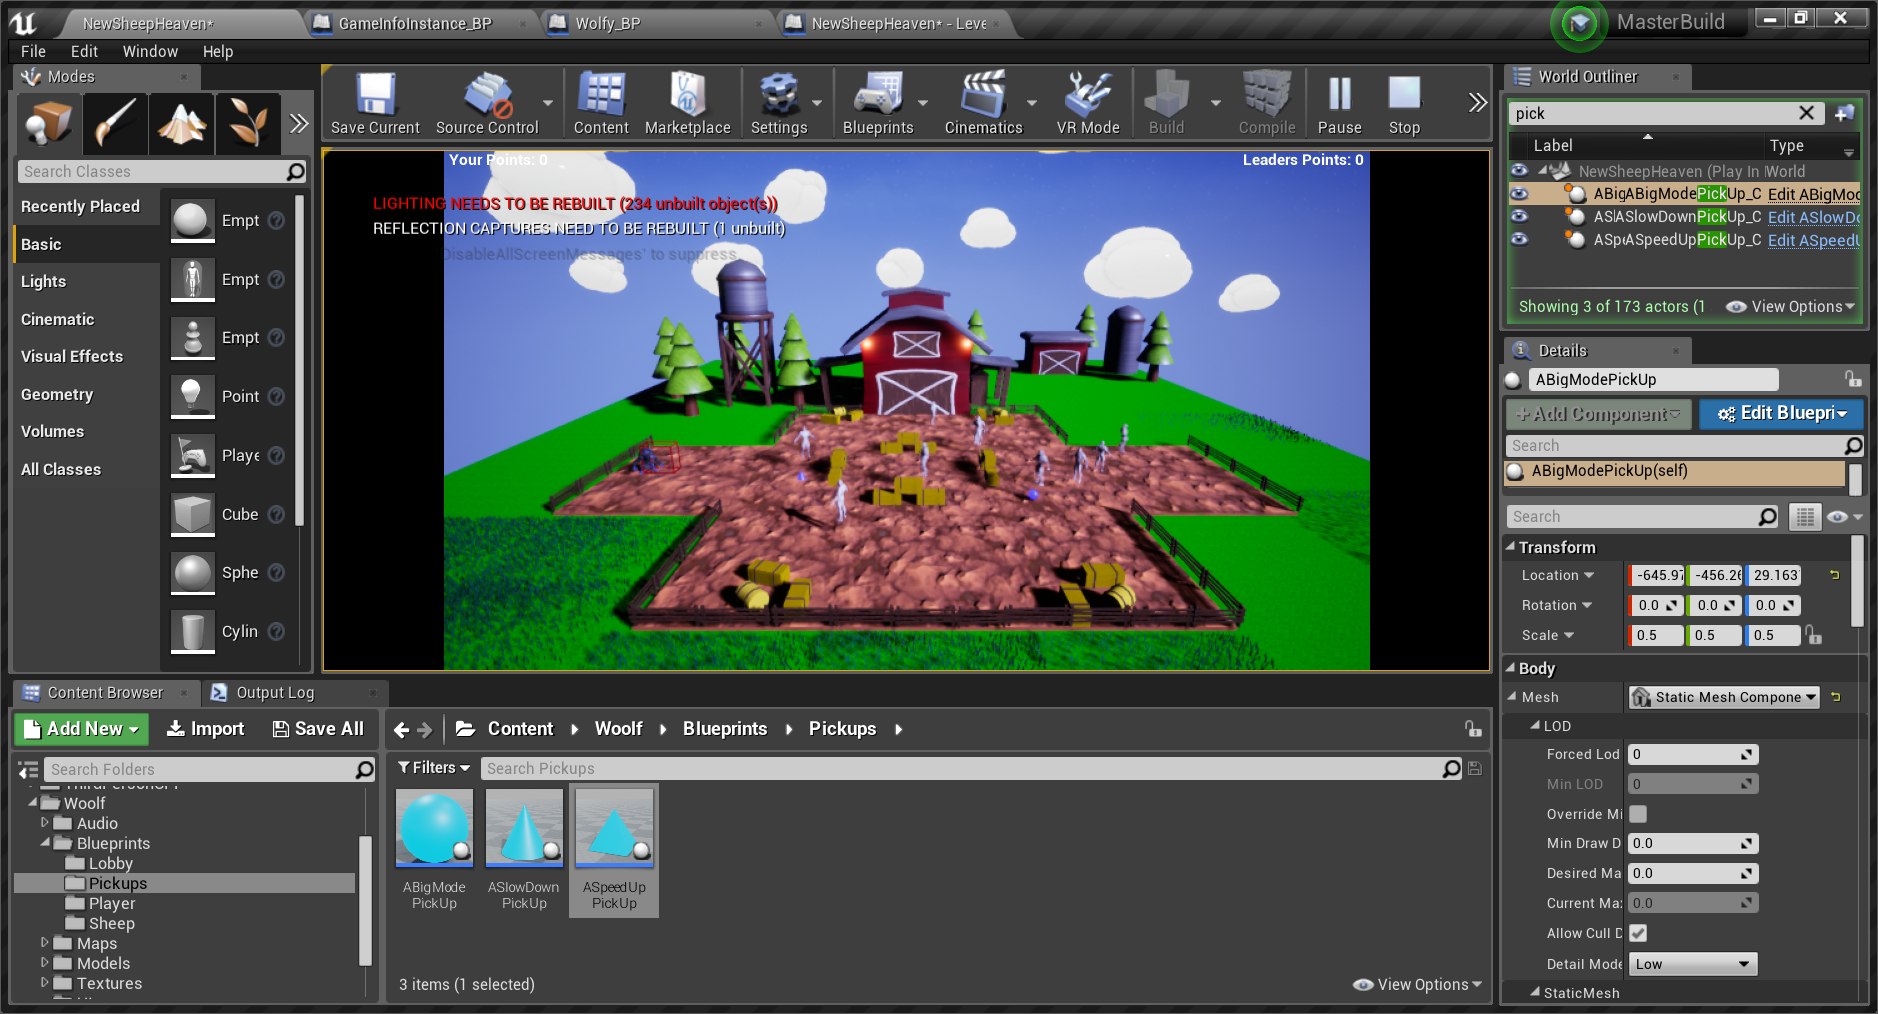 NewSheepHeaven*
GameInfoInstance_BP
Wolfy_BP
NewSheepHeaven* - Leve
MasterBuild
File Edit Window Help
Modes
Save Current
Source Control
Content
Marketplace
Settings
Blueprints
Cinematics
VR Mode
Build
Compile
Pause
Stop
Search Classes
Recently Placed
Basic
Lights
Cinematic
Visual Effects
Geometry
Volumes
All Classes
Empt
Empt
Empt
Point
Playe
Cube
Sphe
Cylin
Your Points: 0
Leaders Points: 0
LIGHTING NEEDS TO BE REBUILT (234 unbuilt object(s))
REFLECTION CAPTURES NEED TO BE REBUILT (1 unbuilt)
DisableAllScreenMessages' to suppress
World Outliner
pick
Label Type
NewSheepHeaven (Play In World
ABigABigModePickUp_C Edit ABigMod
ASlASlowDownPickUp_C Edit ASlowDo
ASpeASpeedUpPickUp_C Edit ASpeedU
Showing 3 of 173 actors (1 View Options
Details
ABigModePickUp
+Add Component Edit Bluepri
Search
ABigModePickUp(self)
Search
Transform
Location -645.97 -456.26 29.163
Rotation 0.0 0.0 0.0
Scale 0.5 0.5 0.5
Body
Mesh Static Mesh Compone
LOD
Forced Lod 0
Min LOD 0
Override Mi
Min Draw D 0.0
Desired Ma 0.0
Current Ma 0.0
Allow Cull D
Detail Mode Low
StaticMesh
Content Browser
Output Log
Add New Import Save All
Content Woolf Blueprints Pickups
Search Folders
Woolf
Audio
Blueprints
Lobby
Pickups
Player
Sheep
Maps
Models
Textures
Filters Search Pickups
ABigMode
PickUp
ASlowDown
PickUp
ASpeedUp
PickUp
3 items (1 selected)
View Options